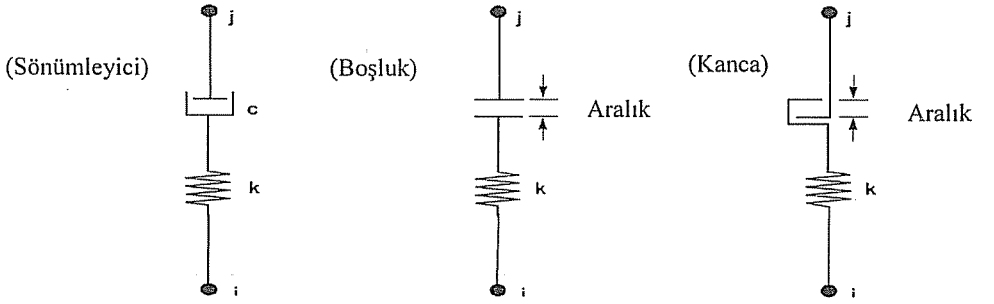 j
(Sönümleyici)
c
k
i
j
(Boşluk)
Aralık
k
i
j
(Kanca)
Aralık
k
i